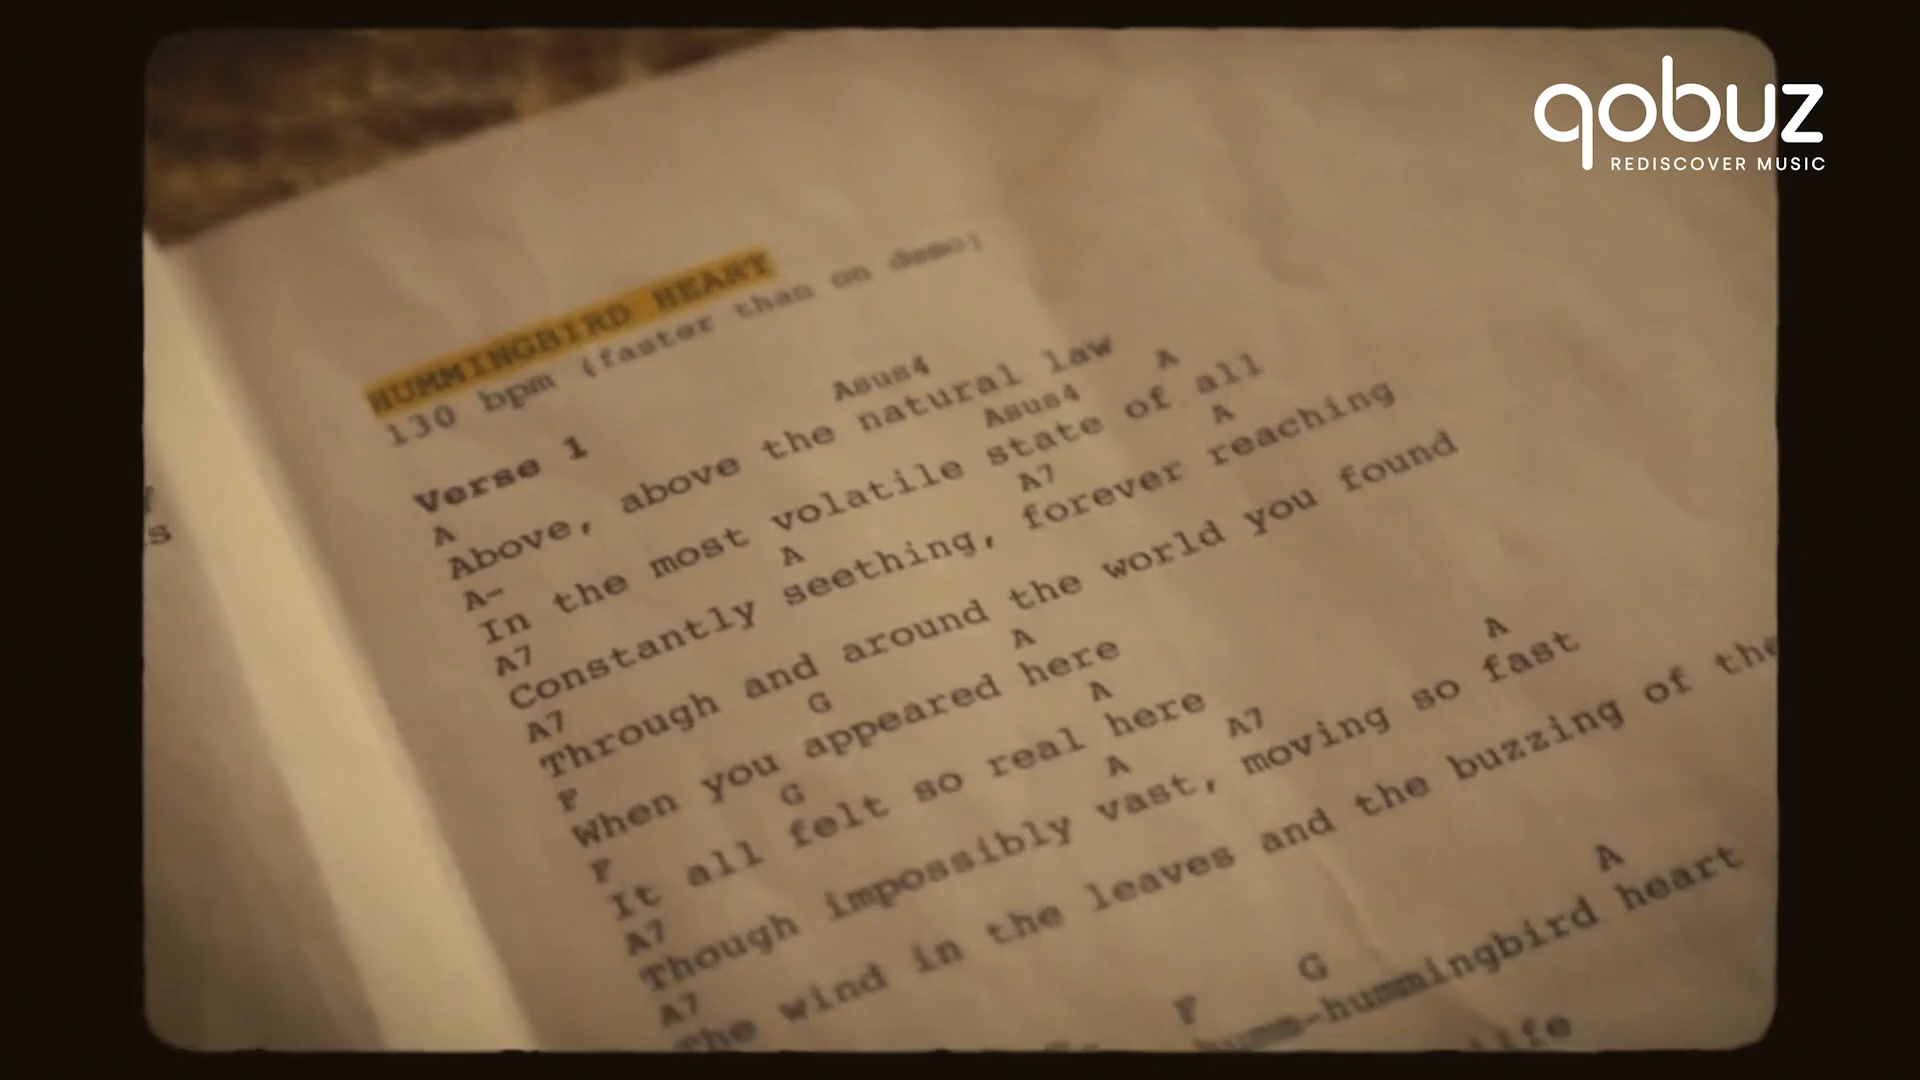 qobuz
REDISCOVER MUSIC
HUMMINGBIRD HEART
130 bpm (faster than on demo)
Verse 1
A Asus4
Above, above the natural law
A- Asus4 A
In the most volatile state of all
A7 A A7 A
Constantly seething, forever reaching
A7
Through and around the world you found
F G A
When you appeared here
F G A
It all felt so real here
A7 A A7 A
Though impossibly vast, moving so fast
A7
The wind in the leaves and the buzzing of the
F G A
humm-hummingbird heart
life
s